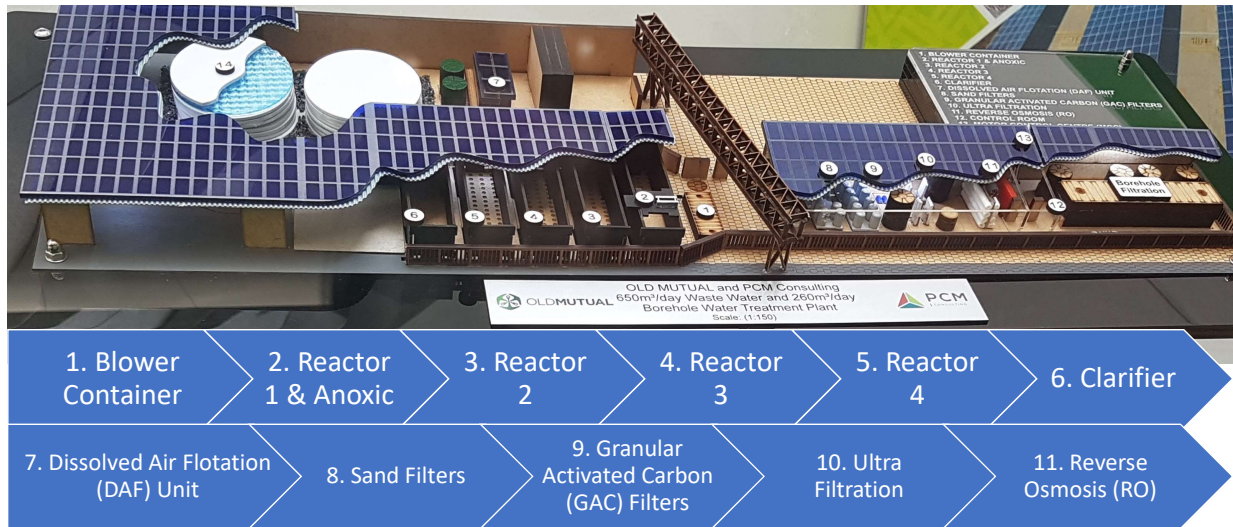 14
7
1. BLOWER CONTAINER
2. REACTOR 1 & ANOXIC
3. REACTOR 2
4. REACTOR 3
5. REACTOR 4
6. CLARIFIER
7. DISSOLVED AIR FLOTATION (DAF) UNIT
8. SAND FILTERS
9. GRANULAR ACTIVATED CARBON (GAC) FILTERS
10. ULTRA FILTRATION
11. REVERSE OSMOSIS (RO)
12. CONTROL ROOM
6
5
4
3
2
1
8
9
10
11
13
12
Borehole
Filtration
OLDMUTUAL
OLD MUTUAL and PCM Consulting
650m³/day Waste Water and 260m³/day
Borehole Water Treatment Plant
Scale: (1:150)
PCM
1. Blower
Container
2. Reactor
1 & Anoxic
3. Reactor
2
4. Reactor
3
5. Reactor
4
6. Clarifier
7. Dissolved Air Flotation
(DAF) Unit
8. Sand Filters
9. Granular
Activated Carbon
(GAC) Filters
10. Ultra
Filtration
11. Reverse
Osmosis (RO)